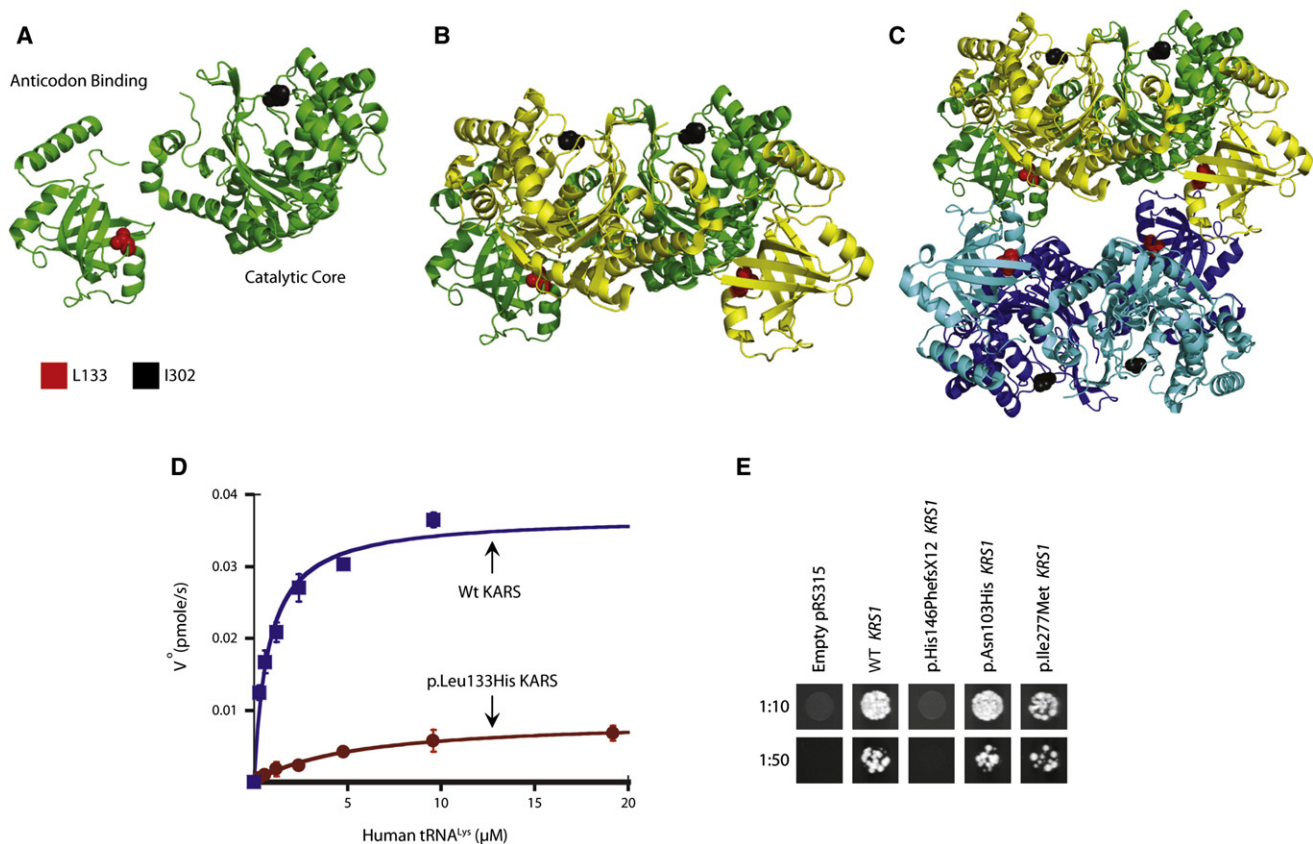 A
B
C
Anticodon Binding
Catalytic Core
L133
I302
D
E
0.04
0.03
0.02
0.01
V° (pmole/s)
Wt KARS
p.Leu133His KARS
5
10
15
20
Human tRNAᴸʸˢ (µM)
Empty pRS315
WT KRS1
p.His146PhefsX12 KRS1
p.Asn103His KRS1
p.Ile277Met KRS1
1:10
1:50